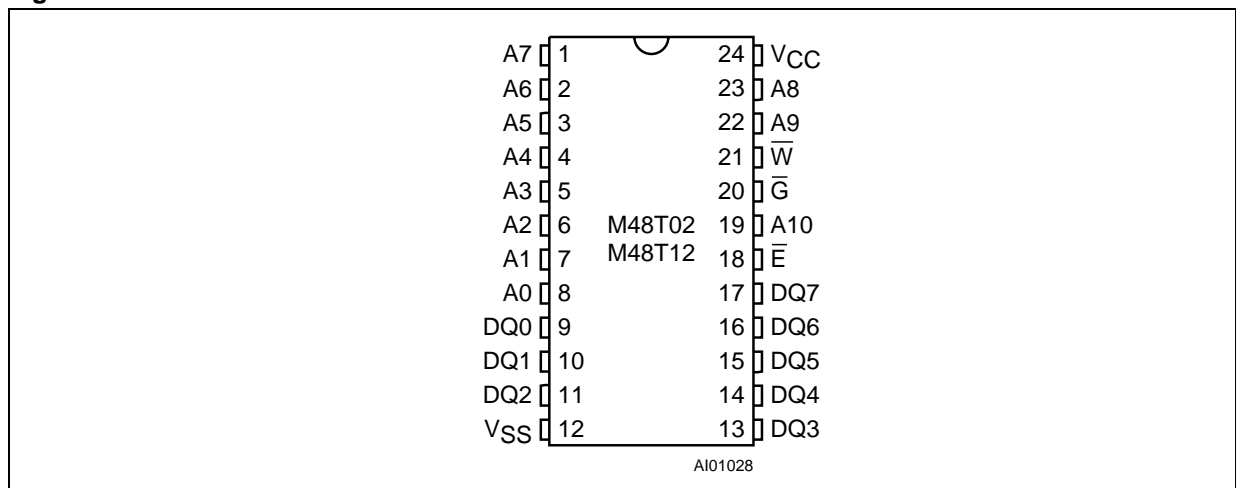 A7 1 24 VCC
A6 2 23 A8
A5 3 22 A9
A4 4 21 W̅
A3 5 20 G̅
A2 6 M48T02 19 A10
A1 7 M48T12 18 E̅
A0 8 17 DQ7
DQ0 9 16 DQ6
DQ1 10 15 DQ5
DQ2 11 14 DQ4
VSS 12 13 DQ3
AI01028